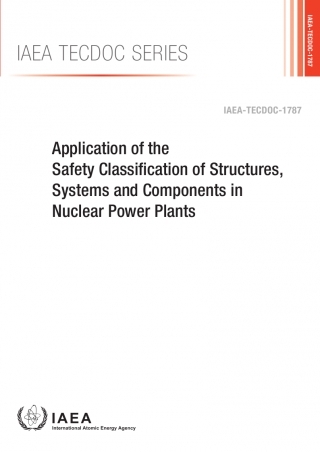 IAEA TECDOC SERIES
IAEA-TECDOC-1787
IAEA-TECDOC-1787
Application of the
Safety Classification of Structures,
Systems and Components in
Nuclear Power Plants
IAEA
International Atomic Energy Agency